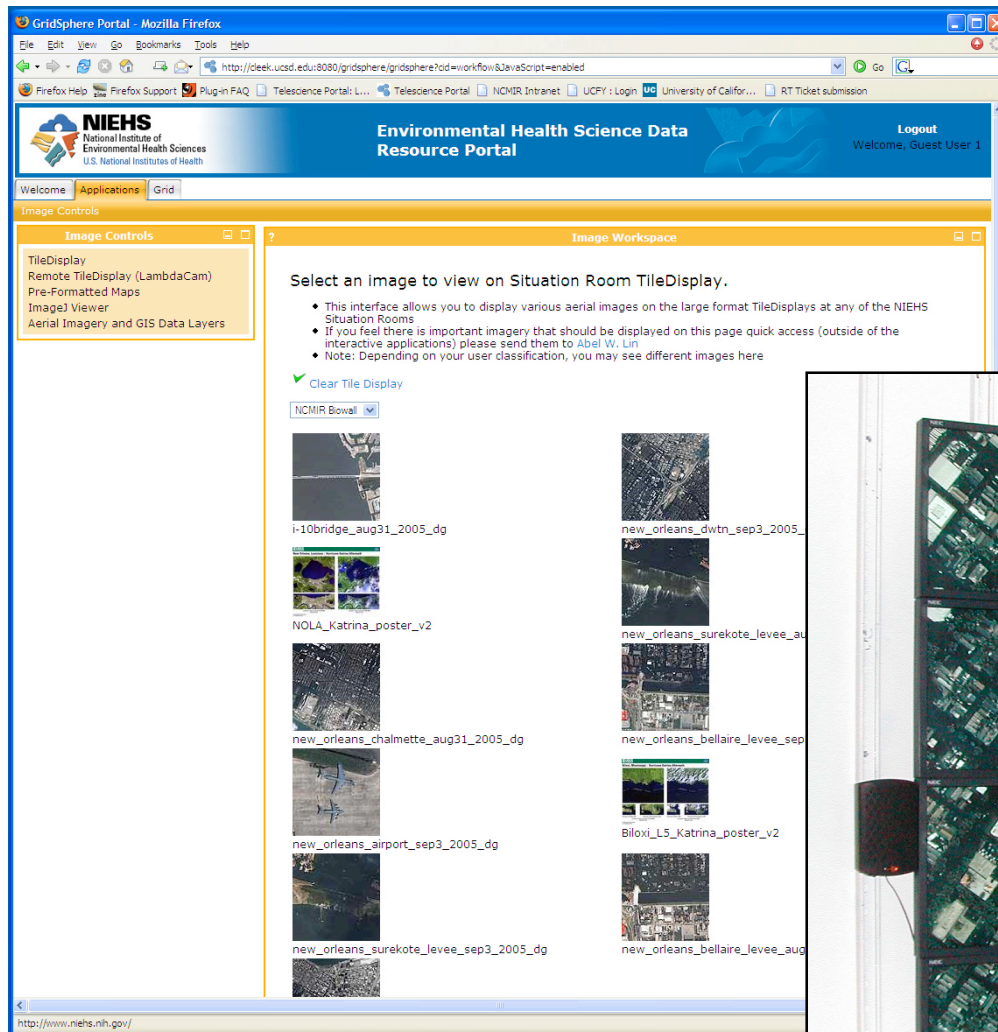 GridSphere Portal - Mozilla Firefox
File Edit View Go Bookmarks Tools Help
http://cleek.ucsd.edu:8080/gridsphere/gridsphere?cid=workflow&JavaScript=enabled
Go
Firefox Help Firefox Support Plug-in FAQ Telescience Portal: L... Telescience Portal NCMIR Intranet UCFY : Login University of Califor... RT Ticket submission
NIEHS
National Institute of
Environmental Health Sciences
U.S. National Institutes of Health
Environmental Health Science Data
Resource Portal
Logout
Welcome, Guest User 1
Welcome Applications Grid
Image Controls
Image Controls
TileDisplay
Remote TileDisplay (LambdaCam)
Pre-Formatted Maps
ImageJ Viewer
Aerial Imagery and GIS Data Layers
? Image Workspace
Select an image to view on Situation Room TileDisplay.
• This interface allows you to display various aerial images on the large format TileDisplays at any of the NIEHS
Situation Rooms
• If you feel there is important imagery that should be displayed on this page quick access (outside of the
interactive applications) please send them to Abel W. Lin
• Note: Depending on your user classification, you may see different images here
Clear Tile Display
NCMIR Biowall
i-10bridge_aug31_2005_dg
new_orleans_dwtn_sep3_2005_
NOLA_Katrina_poster_v2
new_orleans_surekote_levee_au
new_orleans_chalmette_aug31_2005_dg
new_orleans_bellaire_levee_sep
new_orleans_airport_sep3_2005_dg
Biloxi_L5_Katrina_poster_v2
new_orleans_surekote_levee_sep3_2005_dg
new_orleans_bellaire_levee_aug
http://www.niehs.nih.gov/